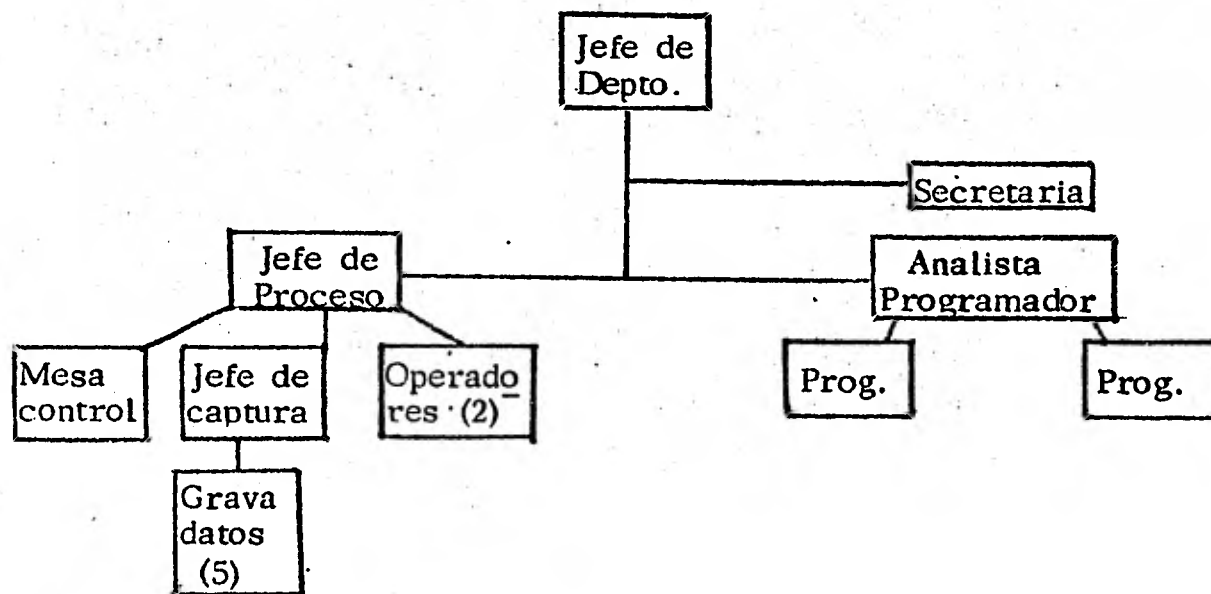 Jefe de
Depto.
Secretaria
Jefe de
Proceso
Analista
Programador
Mesa
control
Jefe de
captura
Operado-
res (2)
Prog.
Prog.
Grava
datos
(5)